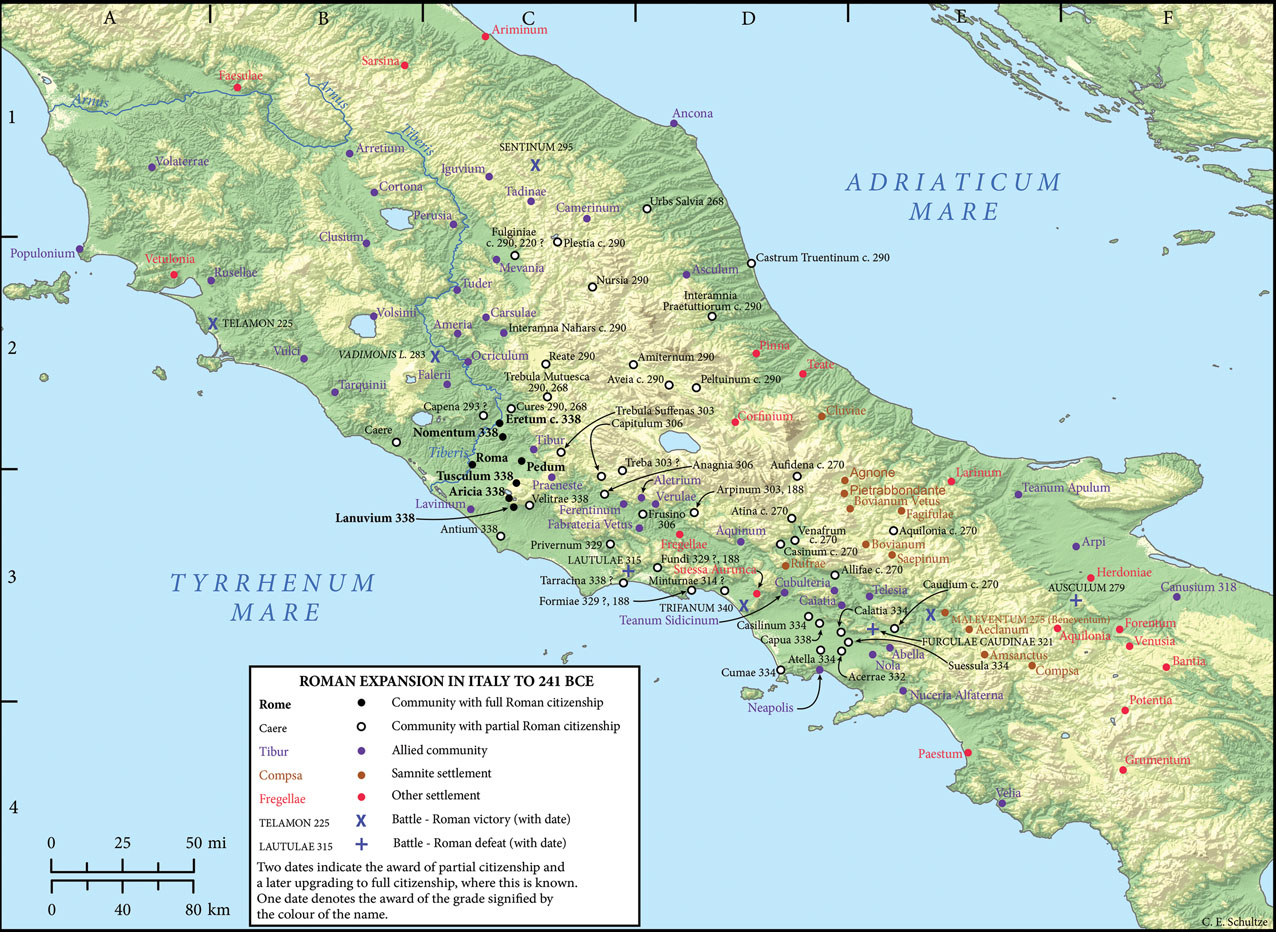 A
B
C
D
E
F
1
2
3
4
Ariminum
Sarsina
Faesulae
Arnus
Arnus
Tiberis
Ancona
Volaterrae
Arretium
Cortona
Iguvium
SENTINUM 295
Tadinae
Camerinum
Urbs Salvia 268
Perusia
Clusium
Fulginiae
c. 290, 220 ?
Plestia c. 290
Populonium
Vetulonia
Rusellae
Mevania
Tuder
Nursia 290
Asculum
Castrum Truentinum c. 290
Interamnia
Praetuttiorum c. 290
ADRIATICUM
MARE
TELAMON 225
Volsinii
Carsulae
Ameria
Interamna Nahars c. 290
VADIMONIS L. 283
Ocriculum
Vulci
Falerii
Tarquinii
Reate 290
Amiternum 290
Trebula Mutuesca
290, 268
Aveia c. 290
Peltuinum c. 290
Pinna
Teate
Capena 293 ?
Cures 290, 268
Eretum c. 338
Trebula Suffenas 303
Capitulum 306
Corfinium
Cluviae
Caere
Nomentum 338
Tibur
Tiberis
Roma
Pedum
Tusculum 338
Praeneste
Treba 303 ?
Anagnia 306
Aufidena c. 270
Aricia 338
Velitrae 338
Aletrium
Verulae
Arpinum 303, 188
Agnone
Pietrabbondante
Bovianum Vetus
Larinum
Teanum Apulum
Lavinium
Lanuvium 338
Ferentinum
Frusino
306
Fabrateria Vetus
Atina c. 270
Fagifulae
Antium 338
Privernum 329
Fregellae
Aquinum
Venafrum
c. 270
Casinum c. 270
Aquilonia c. 270
Bovianum
Saepinum
Arpi
LAUTULAE 315
Fundi 329 ?, 188
Suessa Aurunca
Rufrae
Allifae c. 270
Herdoniae
Tarracina 338 ?
Minturnae 314 ?
Cubulteria
Caudium c. 270
AUSCULUM 279
Canusium 318
Formiae 329 ?, 188
TRIFANUM 340
Caiatia
Telesia
Calatia 334
Teanum Sidicinum
Casilinum 334
MALEVENTUM 275 (Beneventum)
Aeclanum
Aquilonia
Forentum
Capua 338
FURCULAE CAUDINAE 321
Venusia
Atella 334
Abella
Nola
Suessula 334
Amsanctus
Compsa
Bantia
Cumae 334
Acerrae 332
Neapolis
Nuceria Alfaterna
Potentia
Paestum
Grumentum
Velia
TYRRHENUM
MARE
ROMAN EXPANSION IN ITALY TO 241 BCE
Rome Community with full Roman citizenship
Caere Community with partial Roman citizenship
Tibur Allied community
Compsa Samnite settlement
Fregellae Other settlement
TELAMON 225 X Battle - Roman victory (with date)
LAUTULAE 315 + Battle - Roman defeat (with date)
Two dates indicate the award of partial citizenship and
a later upgrading to full citizenship, where this is known.
One date denotes the award of the grade signified by
the colour of the name.
0 25 50 mi
0 40 80 km
C. E. Schultze